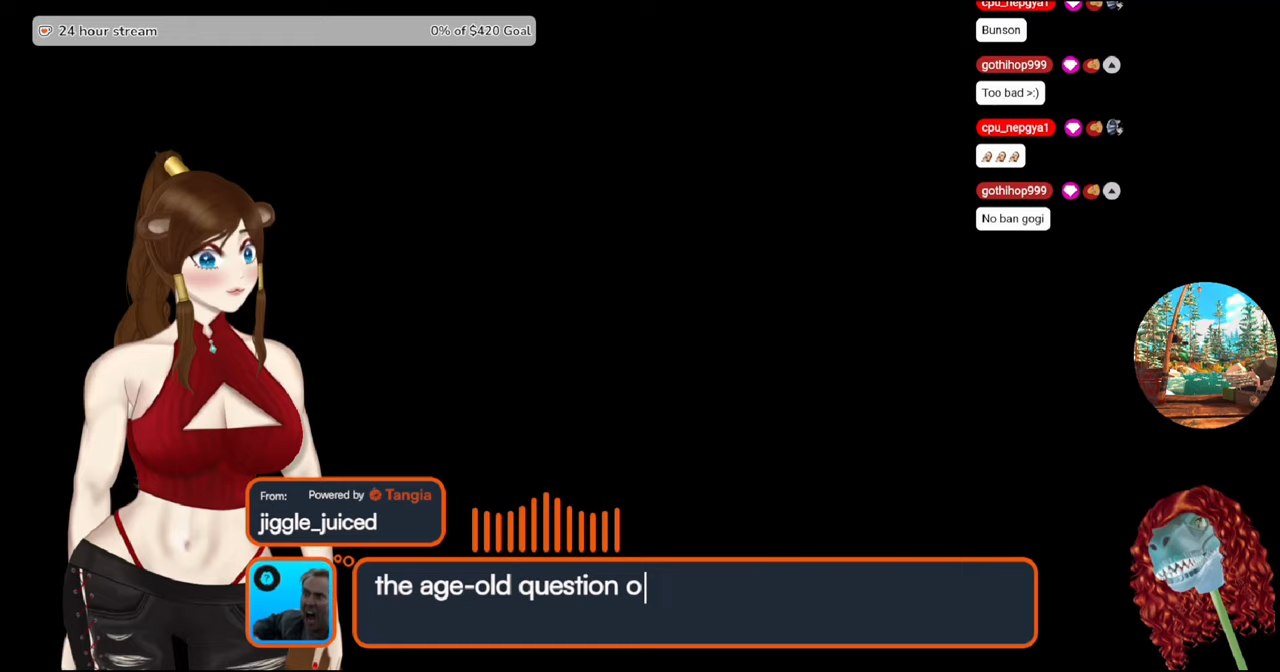 24 hour stream
0% of $420 Goal
cpu_nepgya1
Bunson
gothihop999
Too bad >:)
cpu_nepgya1
gothihop999
No ban gogi
From:
Powered by Tangia
jiggle_juiced
the age-old question o